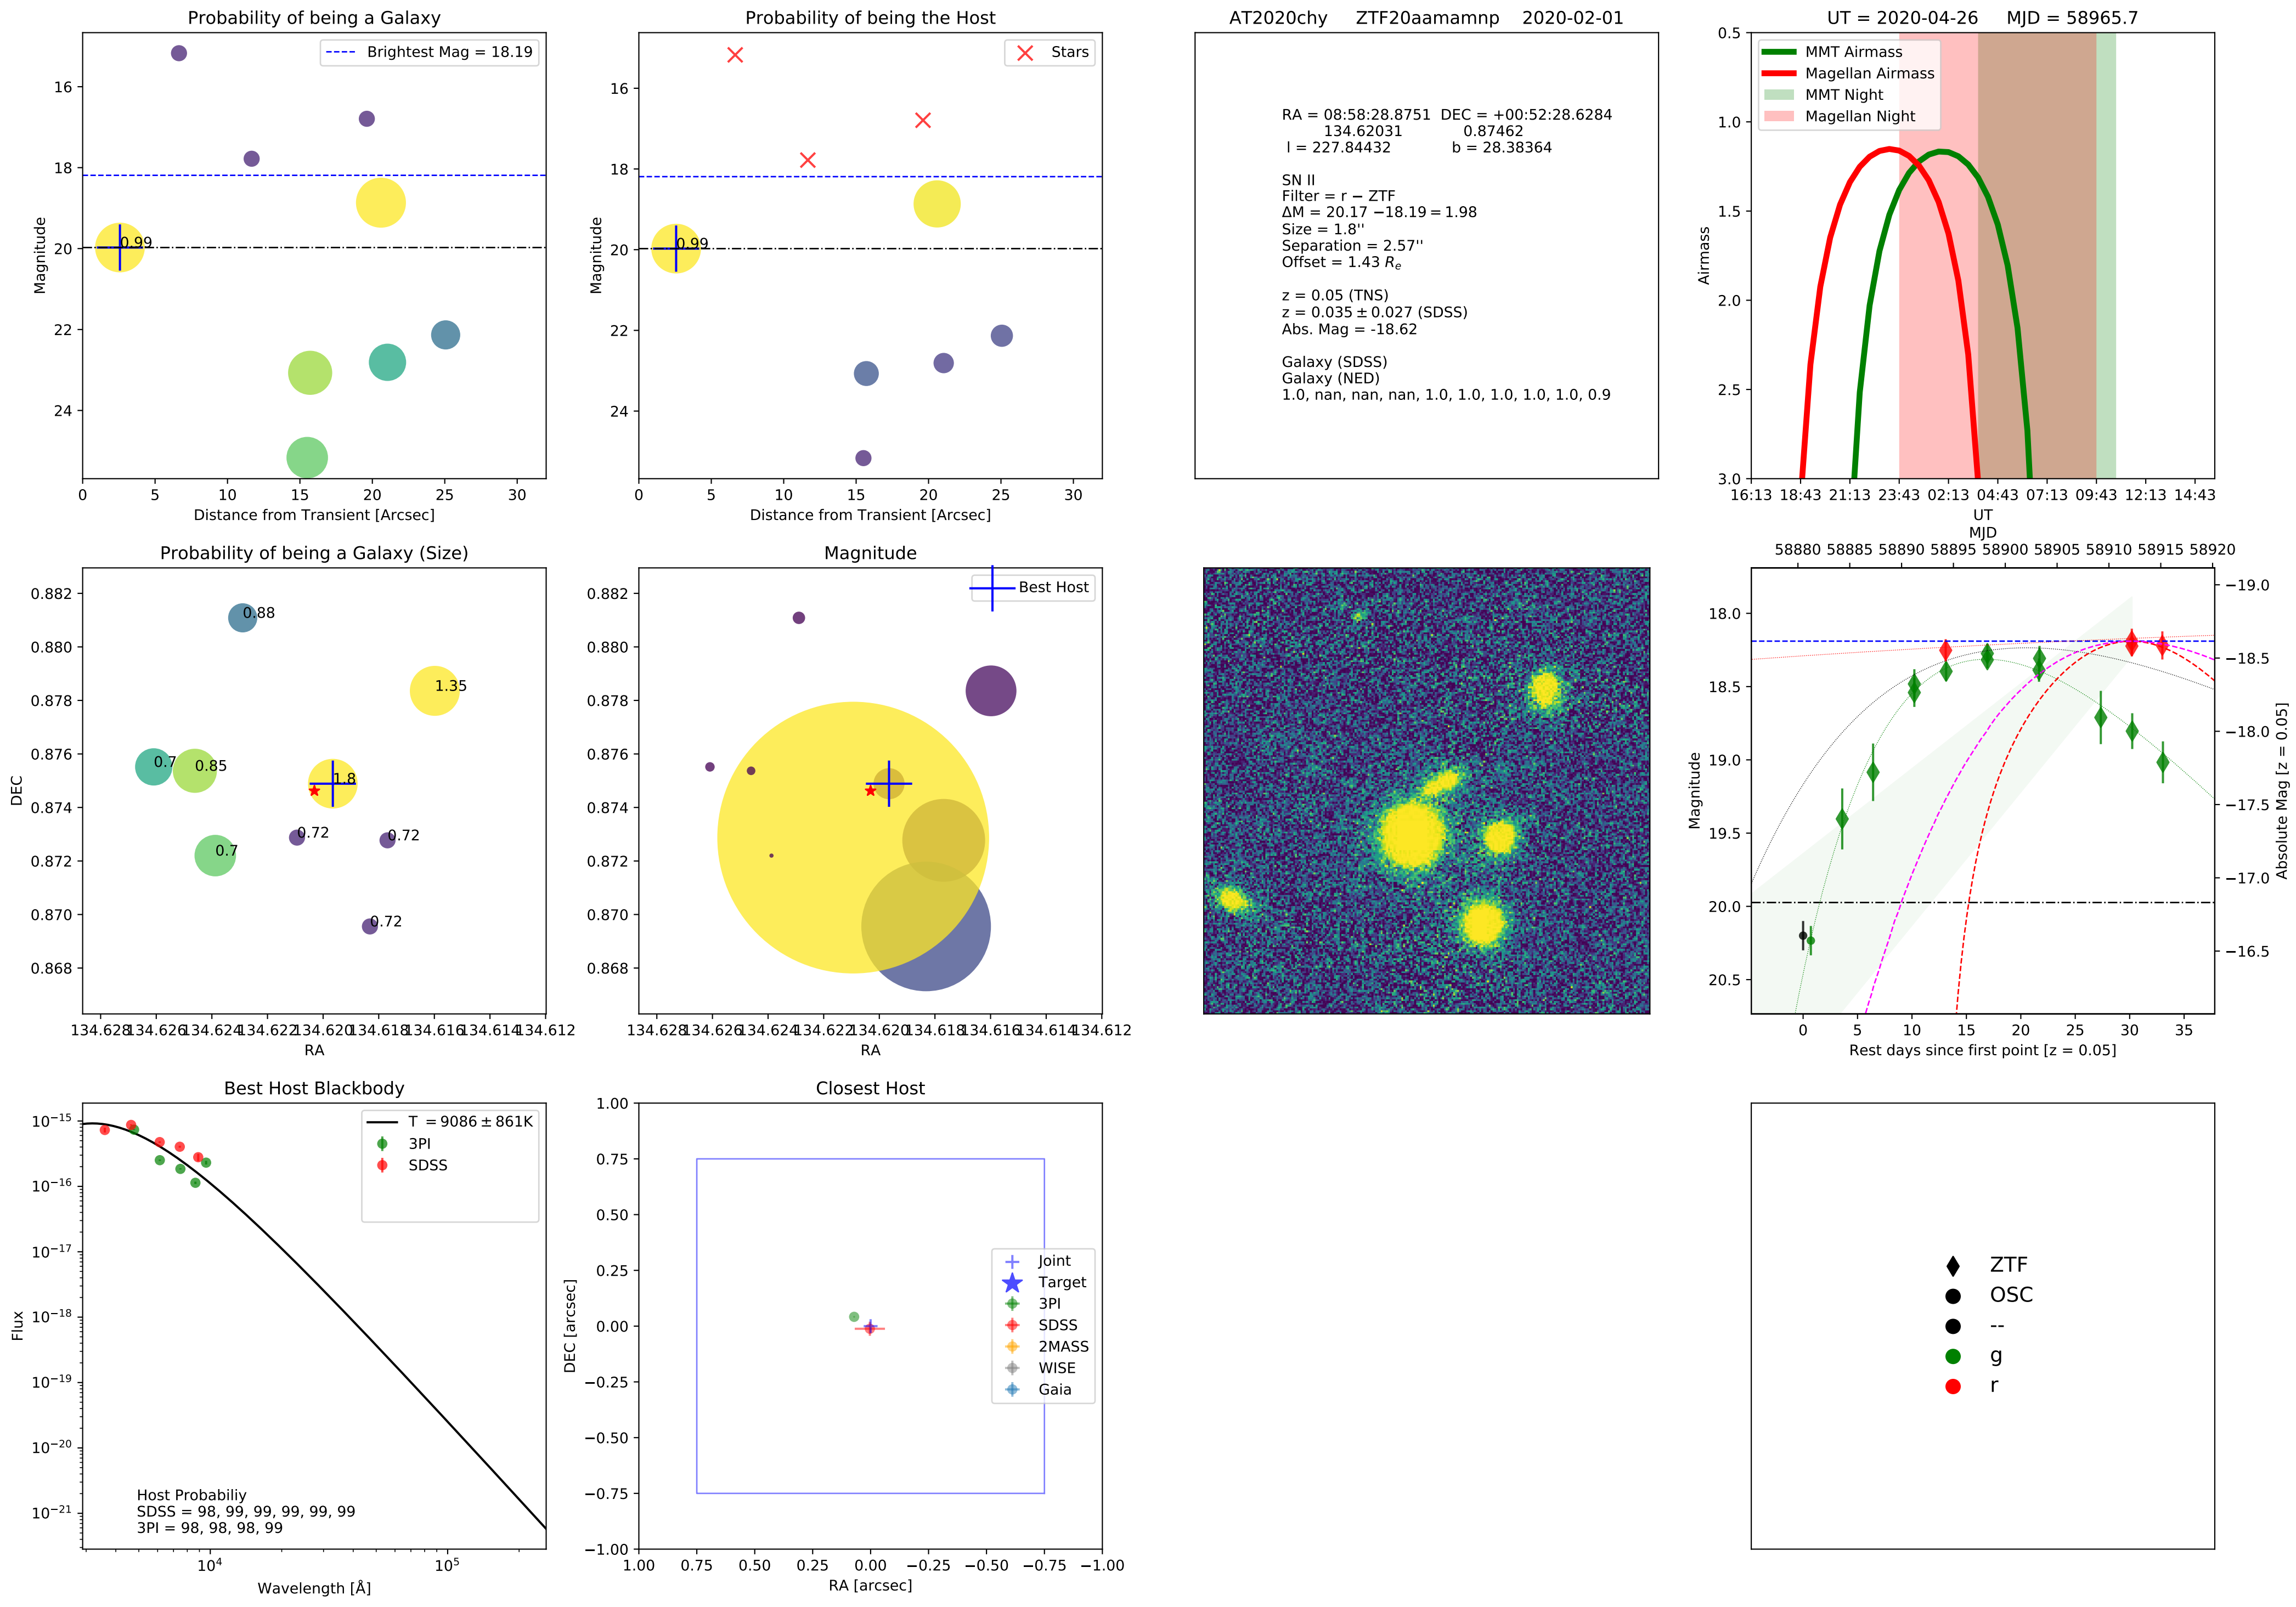 Probability of being a Galaxy
Brightest Mag = 18.19
0.99
16
18
20
22
24
Magnitude
0 5 10 15 20 25 30
Distance from Transient [Arcsec]
Probability of being the Host
Stars
0.99
16
18
20
22
24
Magnitude
0 5 10 15 20 25 30
Distance from Transient [Arcsec]
AT2020chy ZTF20aamamnp 2020-02-01
RA = 08:58:28.8751 DEC = +00:52:28.6284
134.62031 0.87462
l = 227.84432 b = 28.38364
SN II
Filter = r − ZTF
ΔM = 20.17 −18.19 = 1.98
Size = 1.8''
Separation = 2.57''
Offset = 1.43 Re
z = 0.05 (TNS)
z = 0.035 ± 0.027 (SDSS)
Abs. Mag = -18.62
Galaxy (SDSS)
Galaxy (NED)
1.0, nan, nan, nan, 1.0, 1.0, 1.0, 1.0, 1.0, 0.9
UT = 2020-04-26 MJD = 58965.7
MMT Airmass
Magellan Airmass
MMT Night
Magellan Night
0.5
1.0
1.5
2.0
2.5
3.0
Airmass
16:13 18:43 21:13 23:43 02:13 04:43 07:13 09:43 12:13 14:43
UT
Probability of being a Galaxy (Size)
0.88
1.35
0.7
0.85
1.8
0.72
0.72
0.7
0.72
0.882
0.880
0.878
0.876
0.874
0.872
0.870
0.868
DEC
134.628 134.626 134.624 134.622 134.620 134.618 134.616 134.614 134.612
RA
Magnitude
Best Host
0.882
0.880
0.878
0.876
0.874
0.872
0.870
0.868
134.628 134.626 134.624 134.622 134.620 134.618 134.616 134.614 134.612
RA
MJD
58880 58885 58890 58895 58900 58905 58910 58915 58920
18.0
18.5
19.0
19.5
20.0
20.5
Magnitude
−19.0
−18.5
−18.0
−17.5
−17.0
−16.5
Absolute Mag [z = 0.05]
0 5 10 15 20 25 30 35
Rest days since first point [z = 0.05]
Best Host Blackbody
T = 9086 ± 861K
3PI
SDSS
10−15
10−16
10−17
10−18
10−19
10−20
10−21
Flux
Host Probabiliy
SDSS = 98, 99, 99, 99, 99, 99
3PI = 98, 98, 98, 99
104 105
Wavelength [Å]
Closest Host
Joint
Target
3PI
SDSS
2MASS
WISE
Gaia
1.00
0.75
0.50
0.25
0.00
−0.25
−0.50
−0.75
−1.00
DEC [arcsec]
1.00 0.75 0.50 0.25 0.00 −0.25 −0.50 −0.75 −1.00
RA [arcsec]
ZTF
OSC
--
g
r